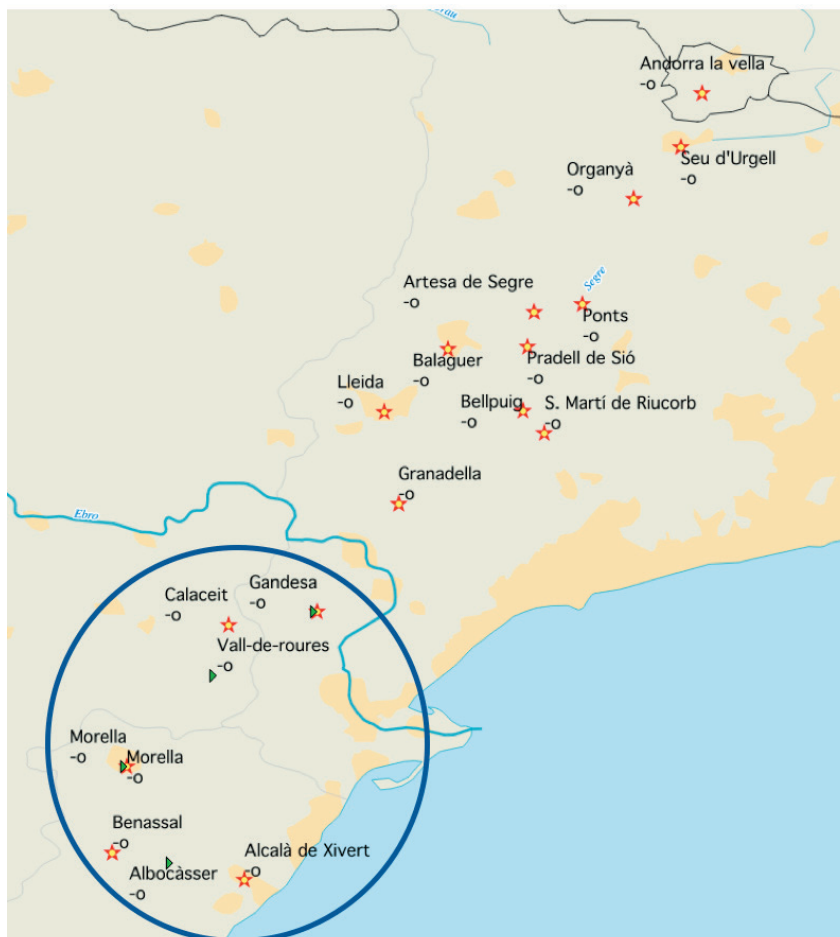 Andorra la vella
-o
Seu d'Urgell
-o
Organyà
-o
Segre
Artesa de Segre
-o
Ponts
-o
Balaguer
-o
Pradell de Sió
-o
Lleida
-o
Bellpuig
-o
S. Martí de Riucorb
-o
Granadella
-o
Ebro
Gandesa
-o
Calaceit
-o
Vall-de-roures
-o
Morella
-o
Morella
-o
Benassal
-o
Alcalà de Xivert
-o
Albocàsser
-o